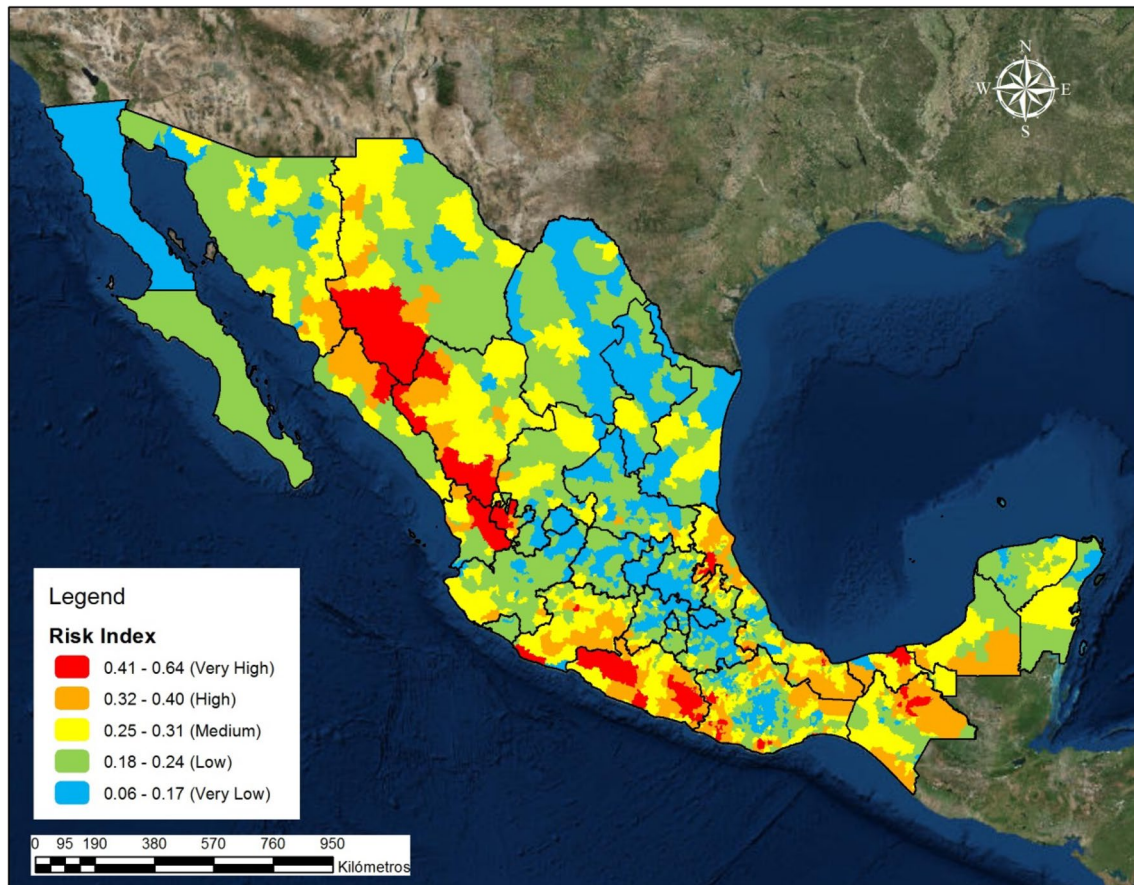 N
W E
S
Legend
Risk Index
0.41 - 0.64 (Very High)
0.32 - 0.40 (High)
0.25 - 0.31 (Medium)
0.18 - 0.24 (Low)
0.06 - 0.17 (Very Low)
0 95 190 380 570 760 950
Kilómetros